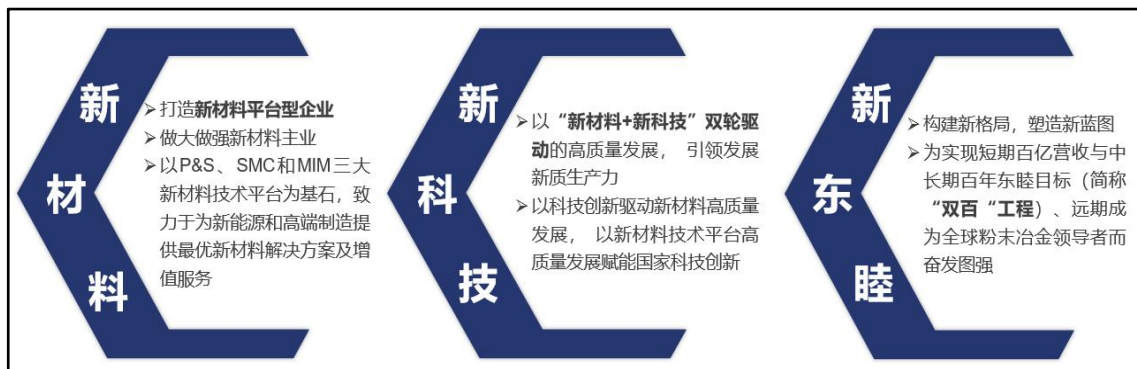 新材料
➢打造新材料平台型企业
➢做大做强新材料主业
➢以P&S、SMC和MIM三大
新材料技术平台为基石，致
力于为新能源和高端制造提
供最优新材料解决方案及增
值服务
新科技
➢以“新材料+新科技”双轮驱
动的高质量发展， 引领发展
新质生产力
➢以科技创新驱动新材料高质量
发展， 以新材料技术平台高
质量发展赋能国家科技创新
新东睦
➢构建新格局，塑造新蓝图
➢为实现短期百亿营收与中
长期百年东睦目标（简称
“双百“工程）、远期成
为全球粉末冶金领导者而
奋发图强